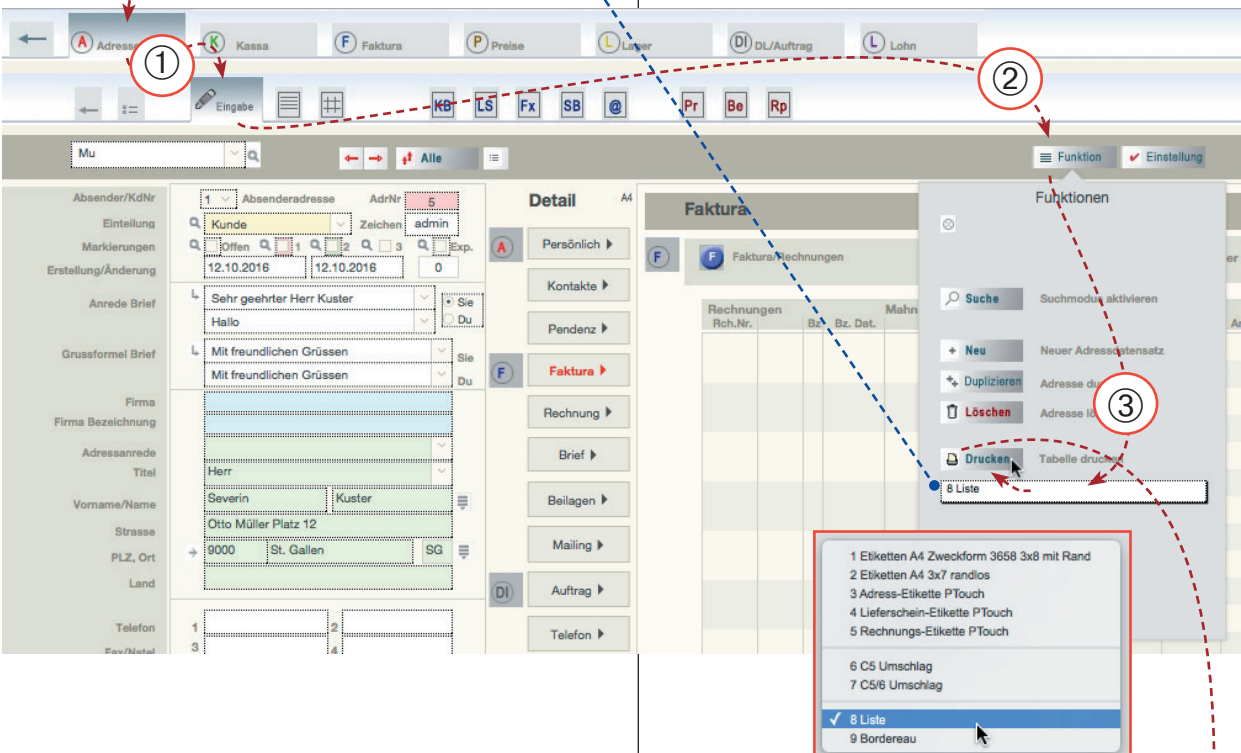 A Adresse
K Kassa
F Faktura
P Preise
L Lager
DI DL/Auftrag
L Lohn
①
②
Eingabe
KB LS Fx SB @ Pr Be Rp
Mu
Alle
Funktion
Einstellung
Absender/KdNr
1 Absenderadresse AdrNr 5
Einteilung
Kunde Zeichen admin
Markierungen
Offen 1 2 3 Exp.
Erstellung/Änderung
12.10.2016 12.10.2016 0
Anrede Brief
Sehr geehrter Herr Kuster
Sie
Hallo
Du
Grussformel Brief
Mit freundlichen Grüssen
Sie
Mit freundlichen Grüssen
Du
Firma
Firma Bezeichnung
Adressanrede
Titel
Herr
Vorname/Name
Severin Kuster
Strasse
Otto Müller Platz 12
PLZ, Ort
9000 St. Gallen SG
Land
Telefon
1 2
Fax/Natel
3 4
Detail A4
A Persönlich
Kontakte
Pendenz
F Faktura
Rechnung
Brief
Beilagen
Mailing
DI Auftrag
Telefon
Faktura
F F Faktura/Rechnungen
Rechnungen Mahn
Rch.Nr. Bz Bz. Dat.
Funktionen
Suche Suchmodus aktivieren
Neu Neuer Adressdatensatz
Duplizieren Adresse
Löschen Adresse
③
Drucken Tabelle drucken
8 Liste
1 Etiketten A4 Zweckform 3658 3x8 mit Rand
2 Etiketten A4 3x7 randlos
3 Adress-Etikette PTouch
4 Lieferschein-Etikette PTouch
5 Rechnungs-Etikette PTouch
6 C5 Umschlag
7 C5/6 Umschlag
✓ 8 Liste
9 Bordereau